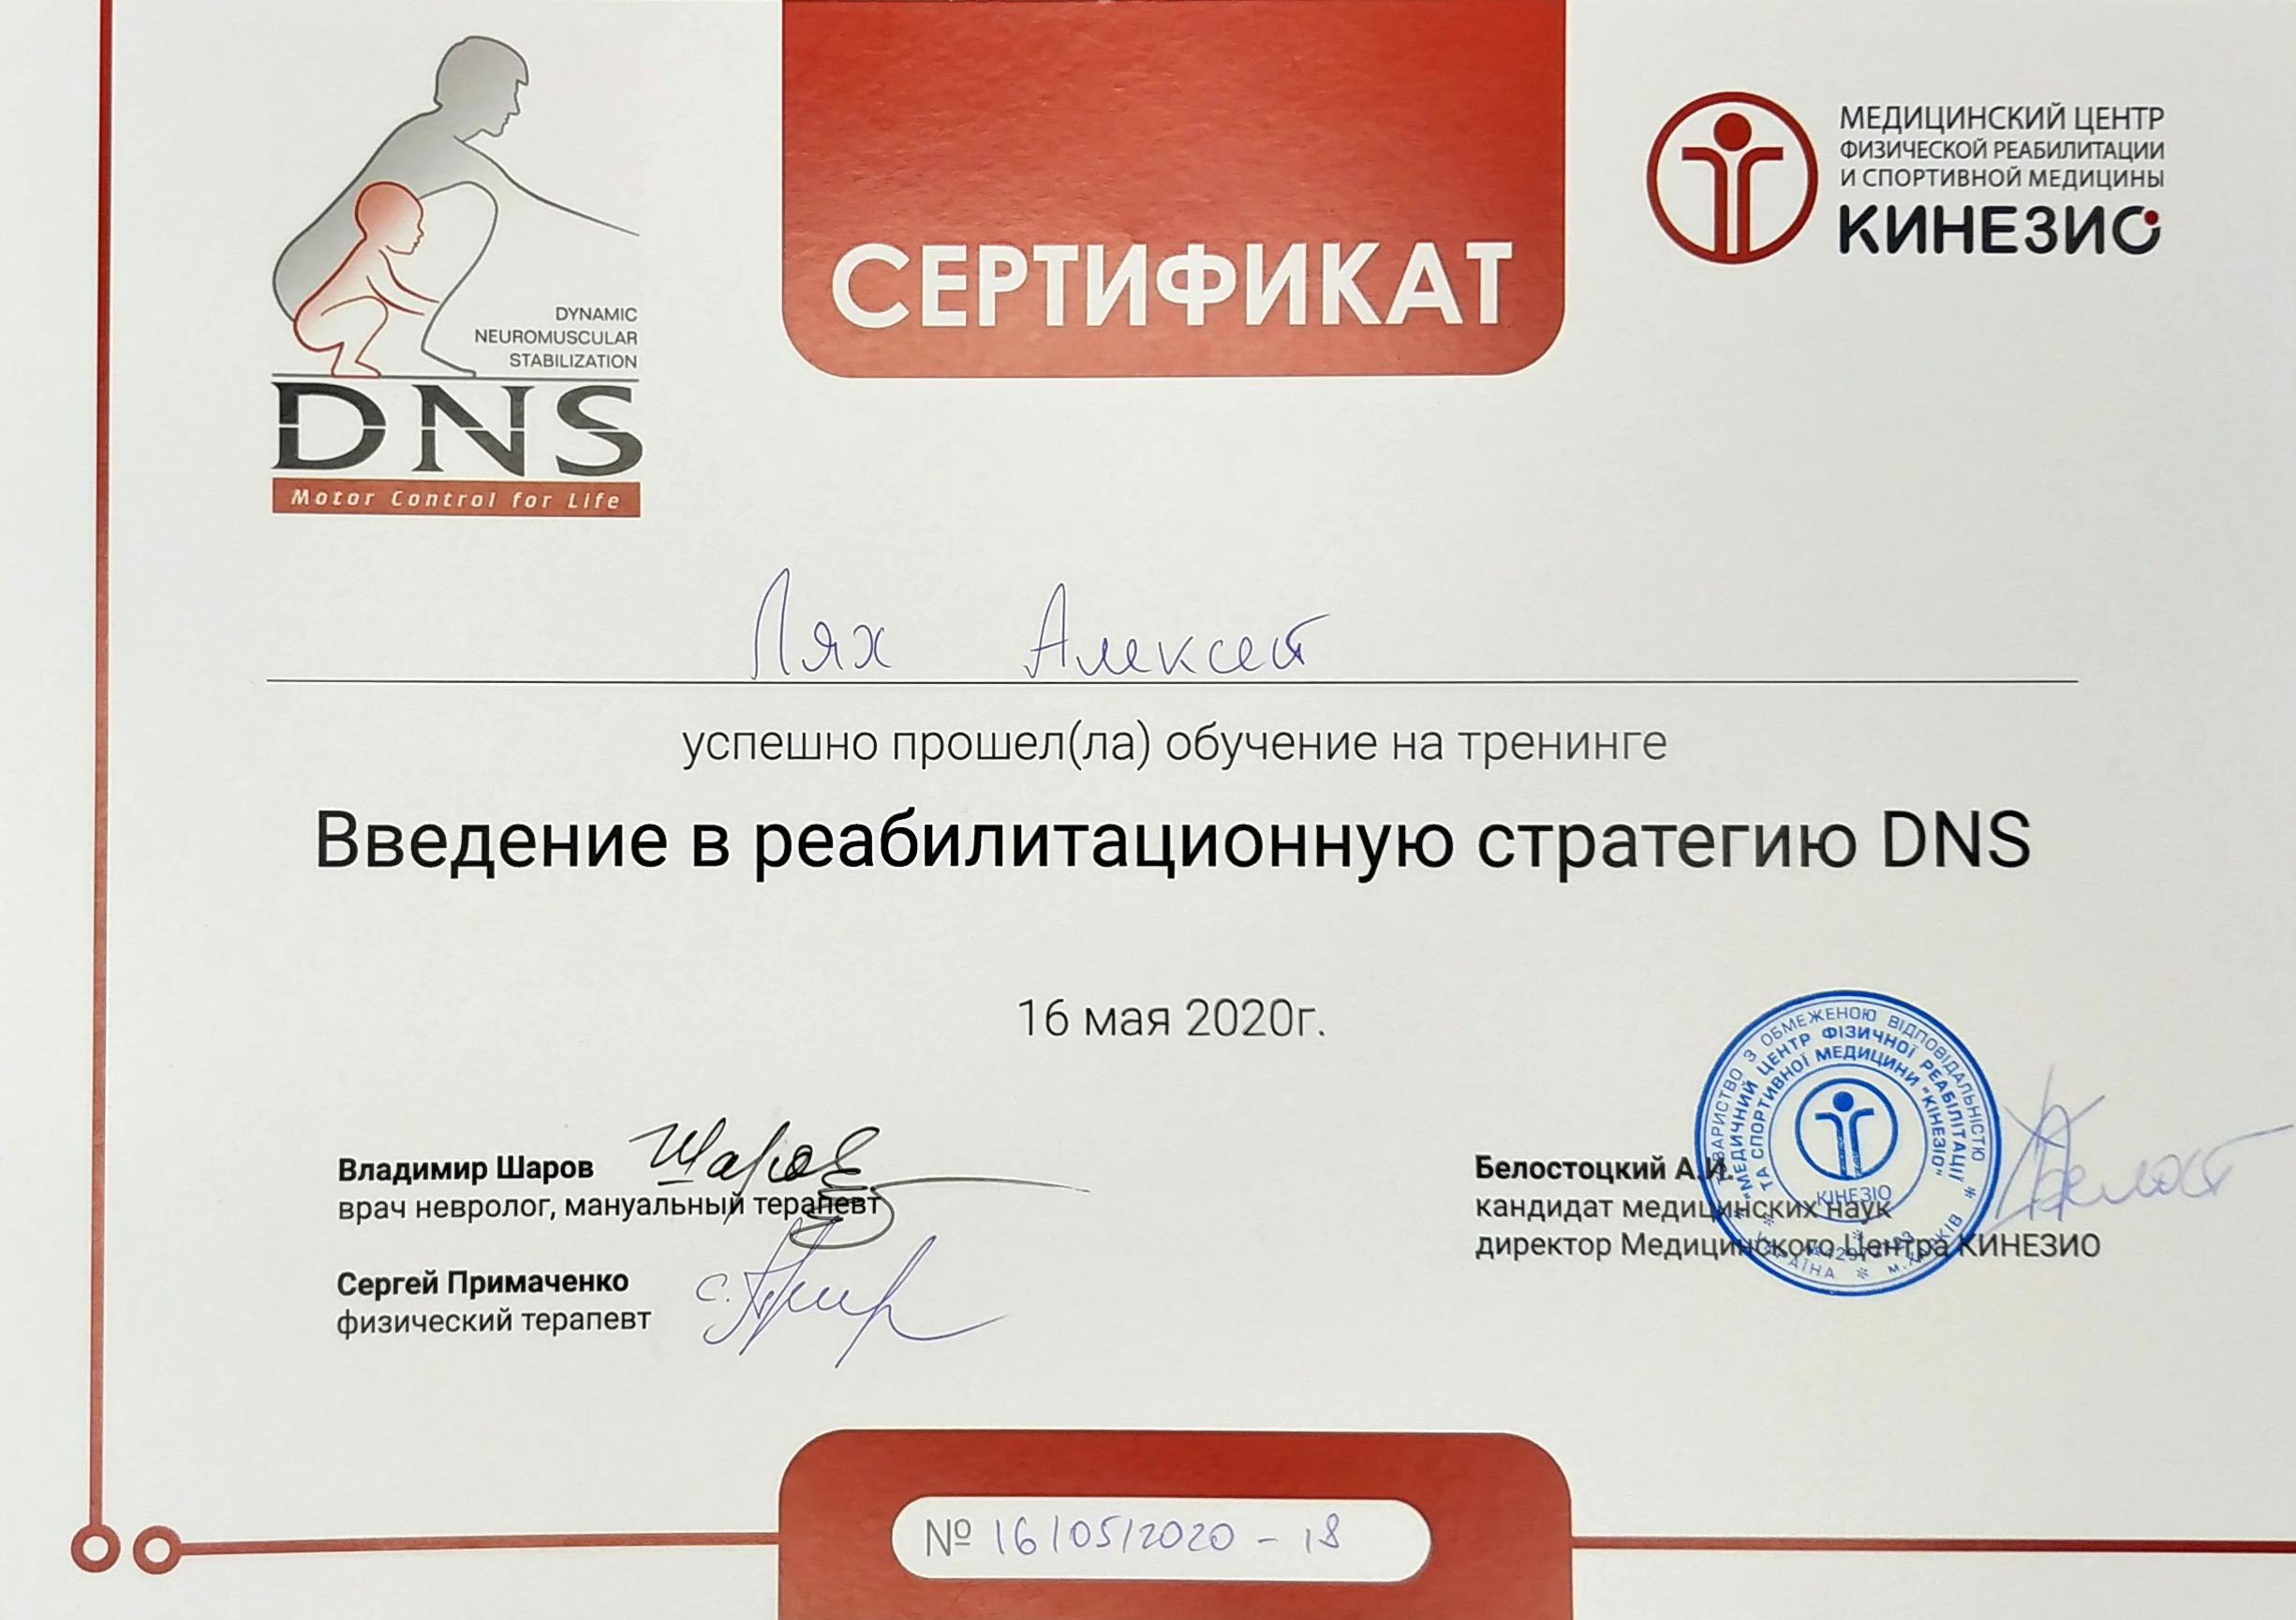 СЕРТИФИКАТ
МЕДИЦИНСКИЙ ЦЕНТР
ФИЗИЧЕСКОЙ РЕАБИЛИТАЦИИ
И СПОРТИВНОЙ МЕДИЦИНЫ
КИНЕЗИО
DYNAMIC
NEUROMUSCULAR
STABILIZATION
DNS
Motor Control for Life
Лях Алексей
успешно прошел(ла) обучение на тренинге
Введение в реабилитационную стратегию DNS
16 мая 2020г.
Владимир Шаров
врач невролог, мануальный терапевт
Шаров
Сергей Примаченко
физический терапевт
Белостоцкий А.И.
кандидат медицинских наук
директор Медицинского Центра КИНЕЗИО
ТОВАРИСТВО З ОБМЕЖЕНОЮ ВІДПОВІДАЛЬНІСТЮ
"МЕДИЧНИЙ ЦЕНТР ФІЗИЧНОЇ РЕАБІЛІТАЦІЇ
ТА СПОРТИВНОЇ МЕДИЦИНИ "КІНЕЗІО"
КІНЕЗІО
УКРАЇНА * М. ХАРКІВ
№ 16/05/2020 - 18